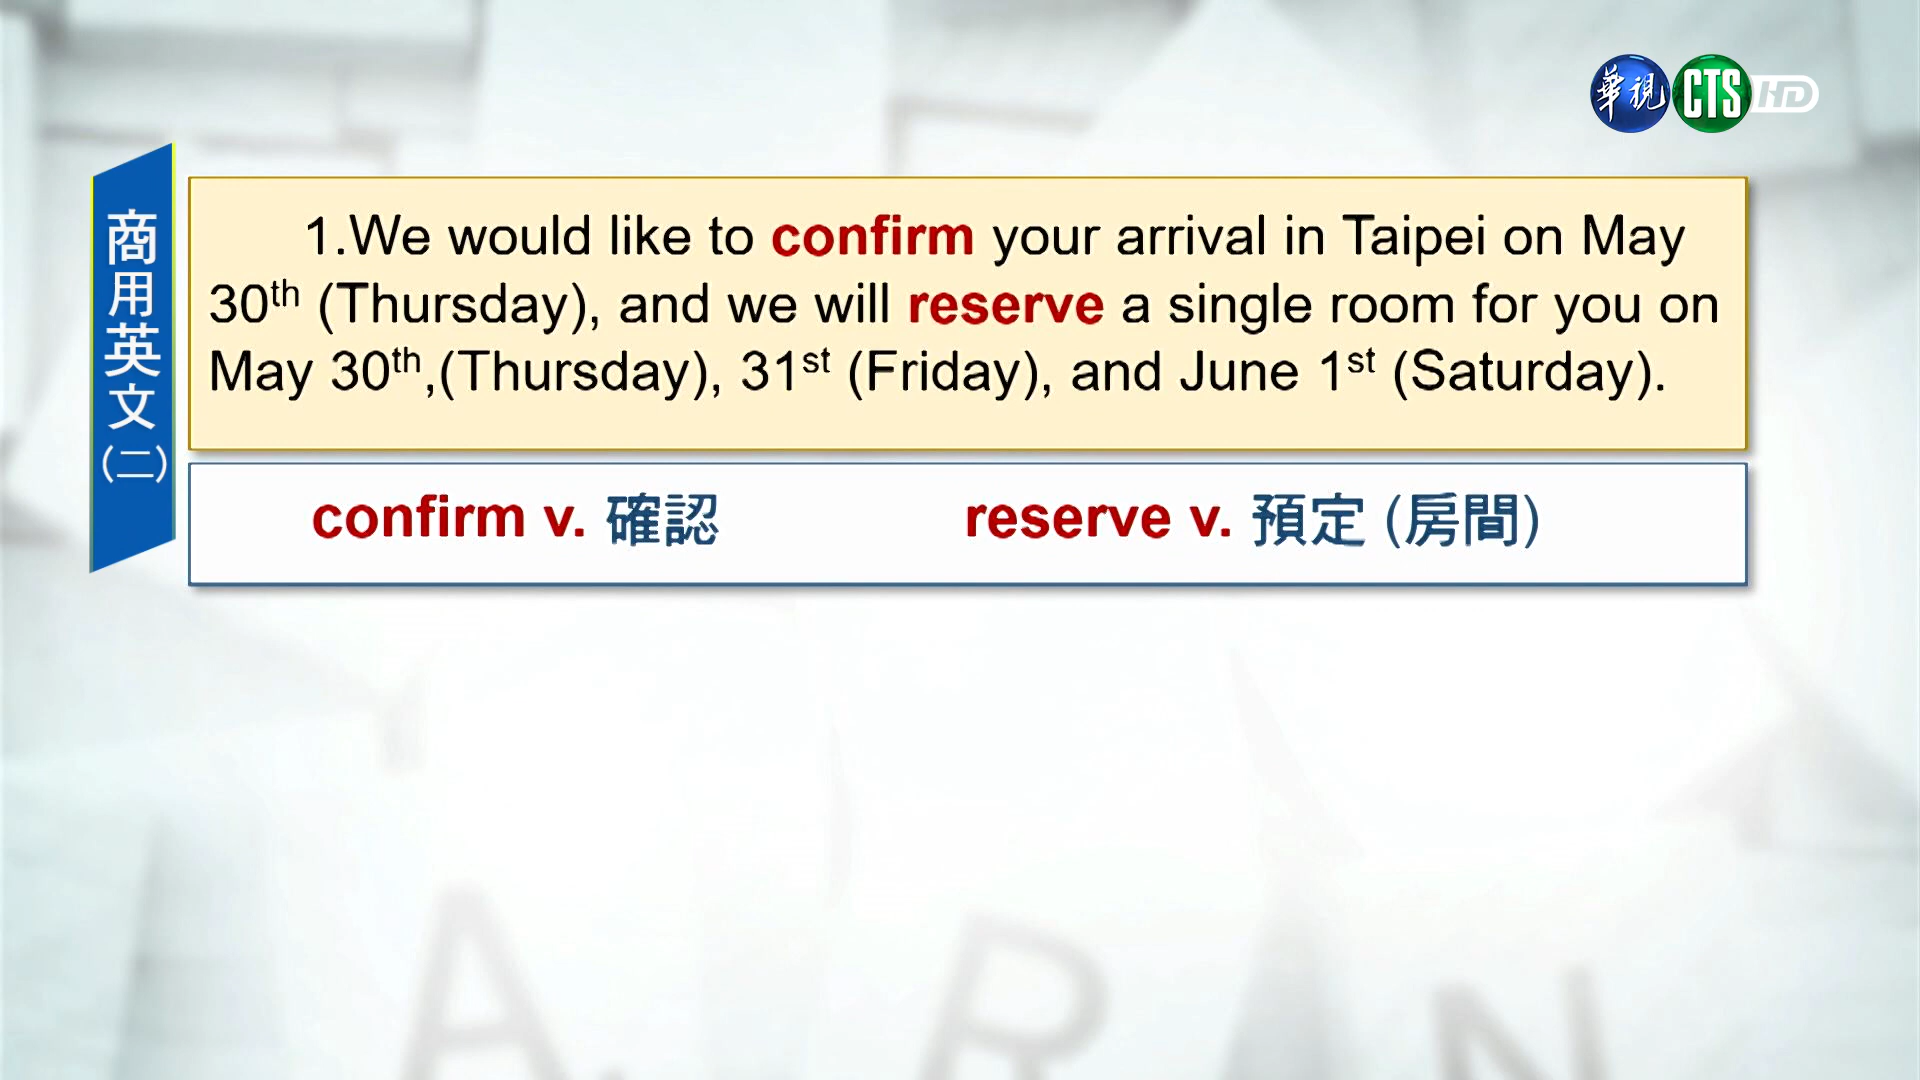 華視 CTS HD
商用英文(二)
1.We would like to confirm your arrival in Taipei on May
30th (Thursday), and we will reserve a single room for you on
May 30th,(Thursday), 31st (Friday), and June 1st (Saturday).
confirm v. 確認 reserve v. 預定 (房間)
A R N